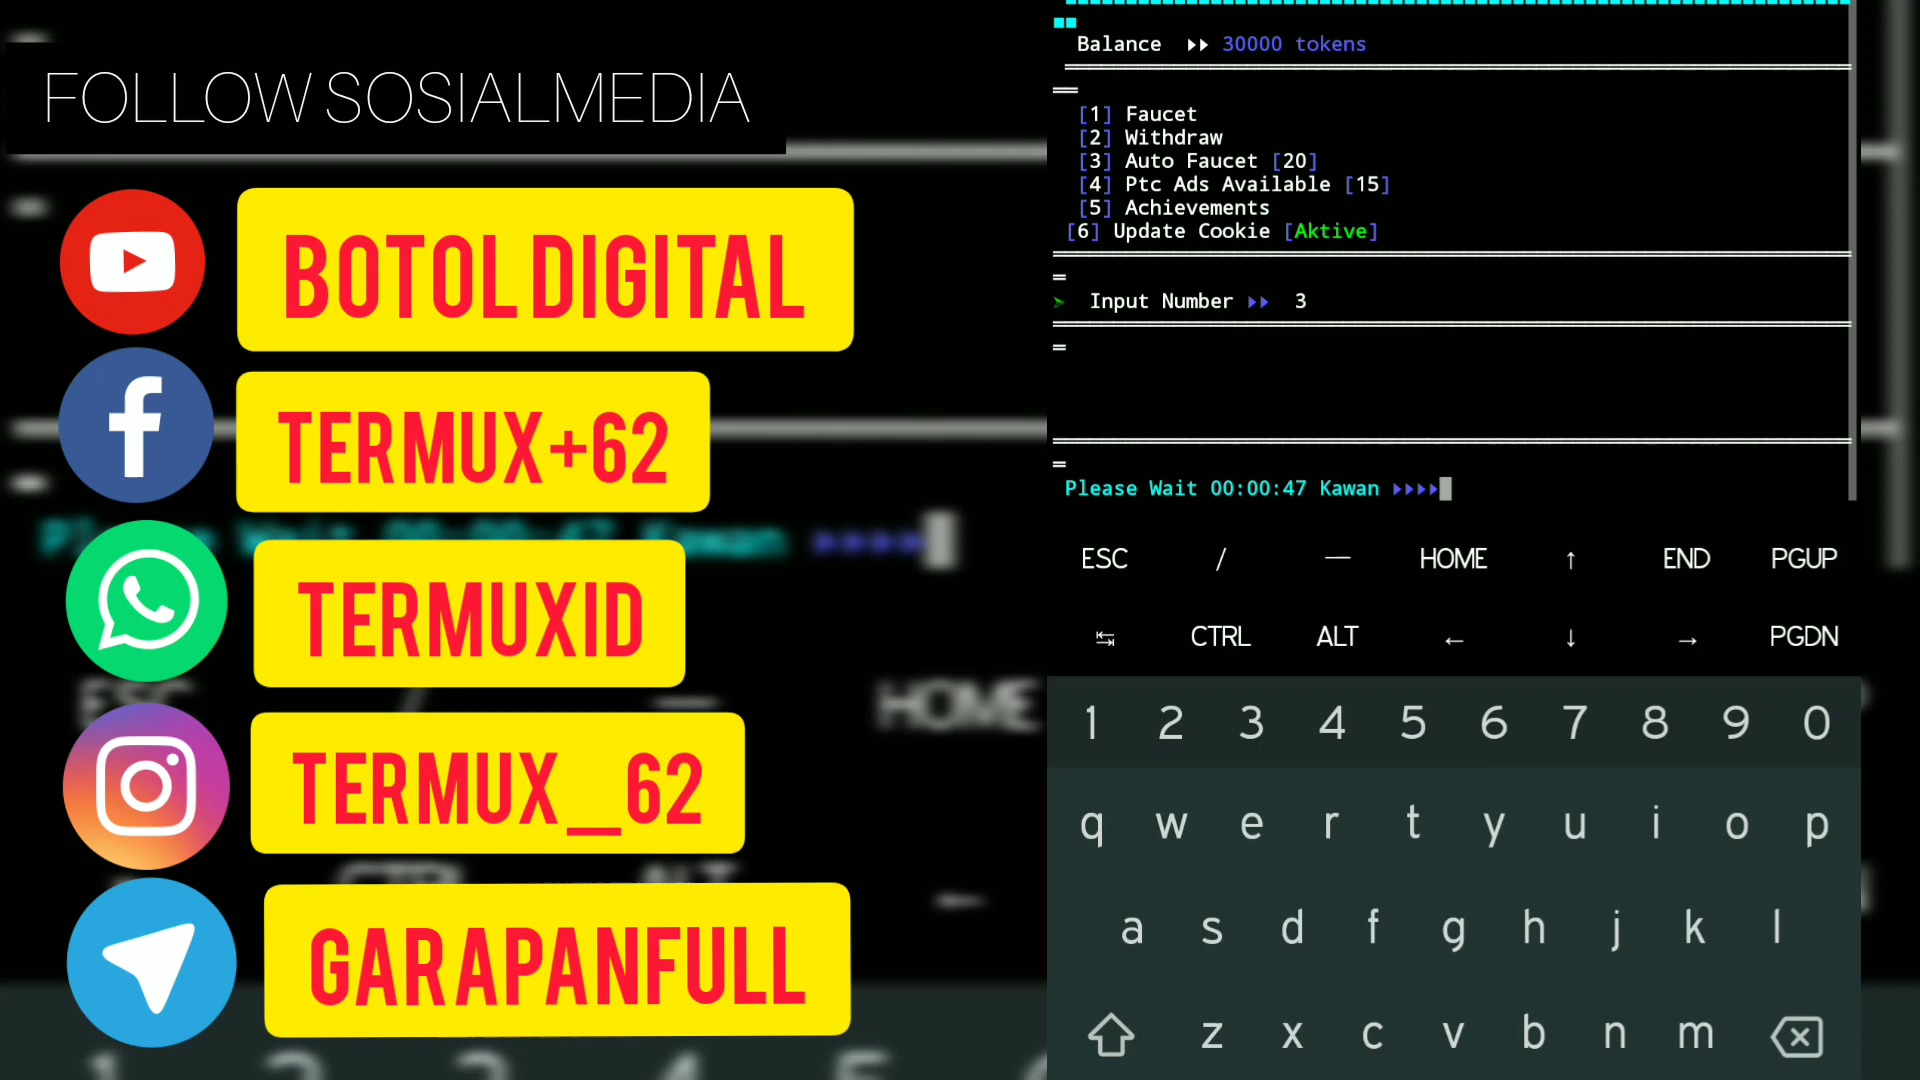 FOLLOW SOSIALMEDIA
BOTOL DIGITAL
TERMUX+62
TERMUXID
TERMUX_62
GARAPANFULL
Balance 30000 tokens
[1] Faucet
[2] Withdraw
[3] Auto Faucet [20]
[4] Ptc Ads Available [15]
[5] Achievements
[6] Update Cookie [Aktive]
Input Number 3
Please Wait 00:00:47 Kawan
ESC / — HOME ↑ END PGUP
↹ CTRL ALT ← ↓ → PGDN
1 2 3 4 5 6 7 8 9 0
q w e r t y u i o p
a s d f g h j k l
z x c v b n m